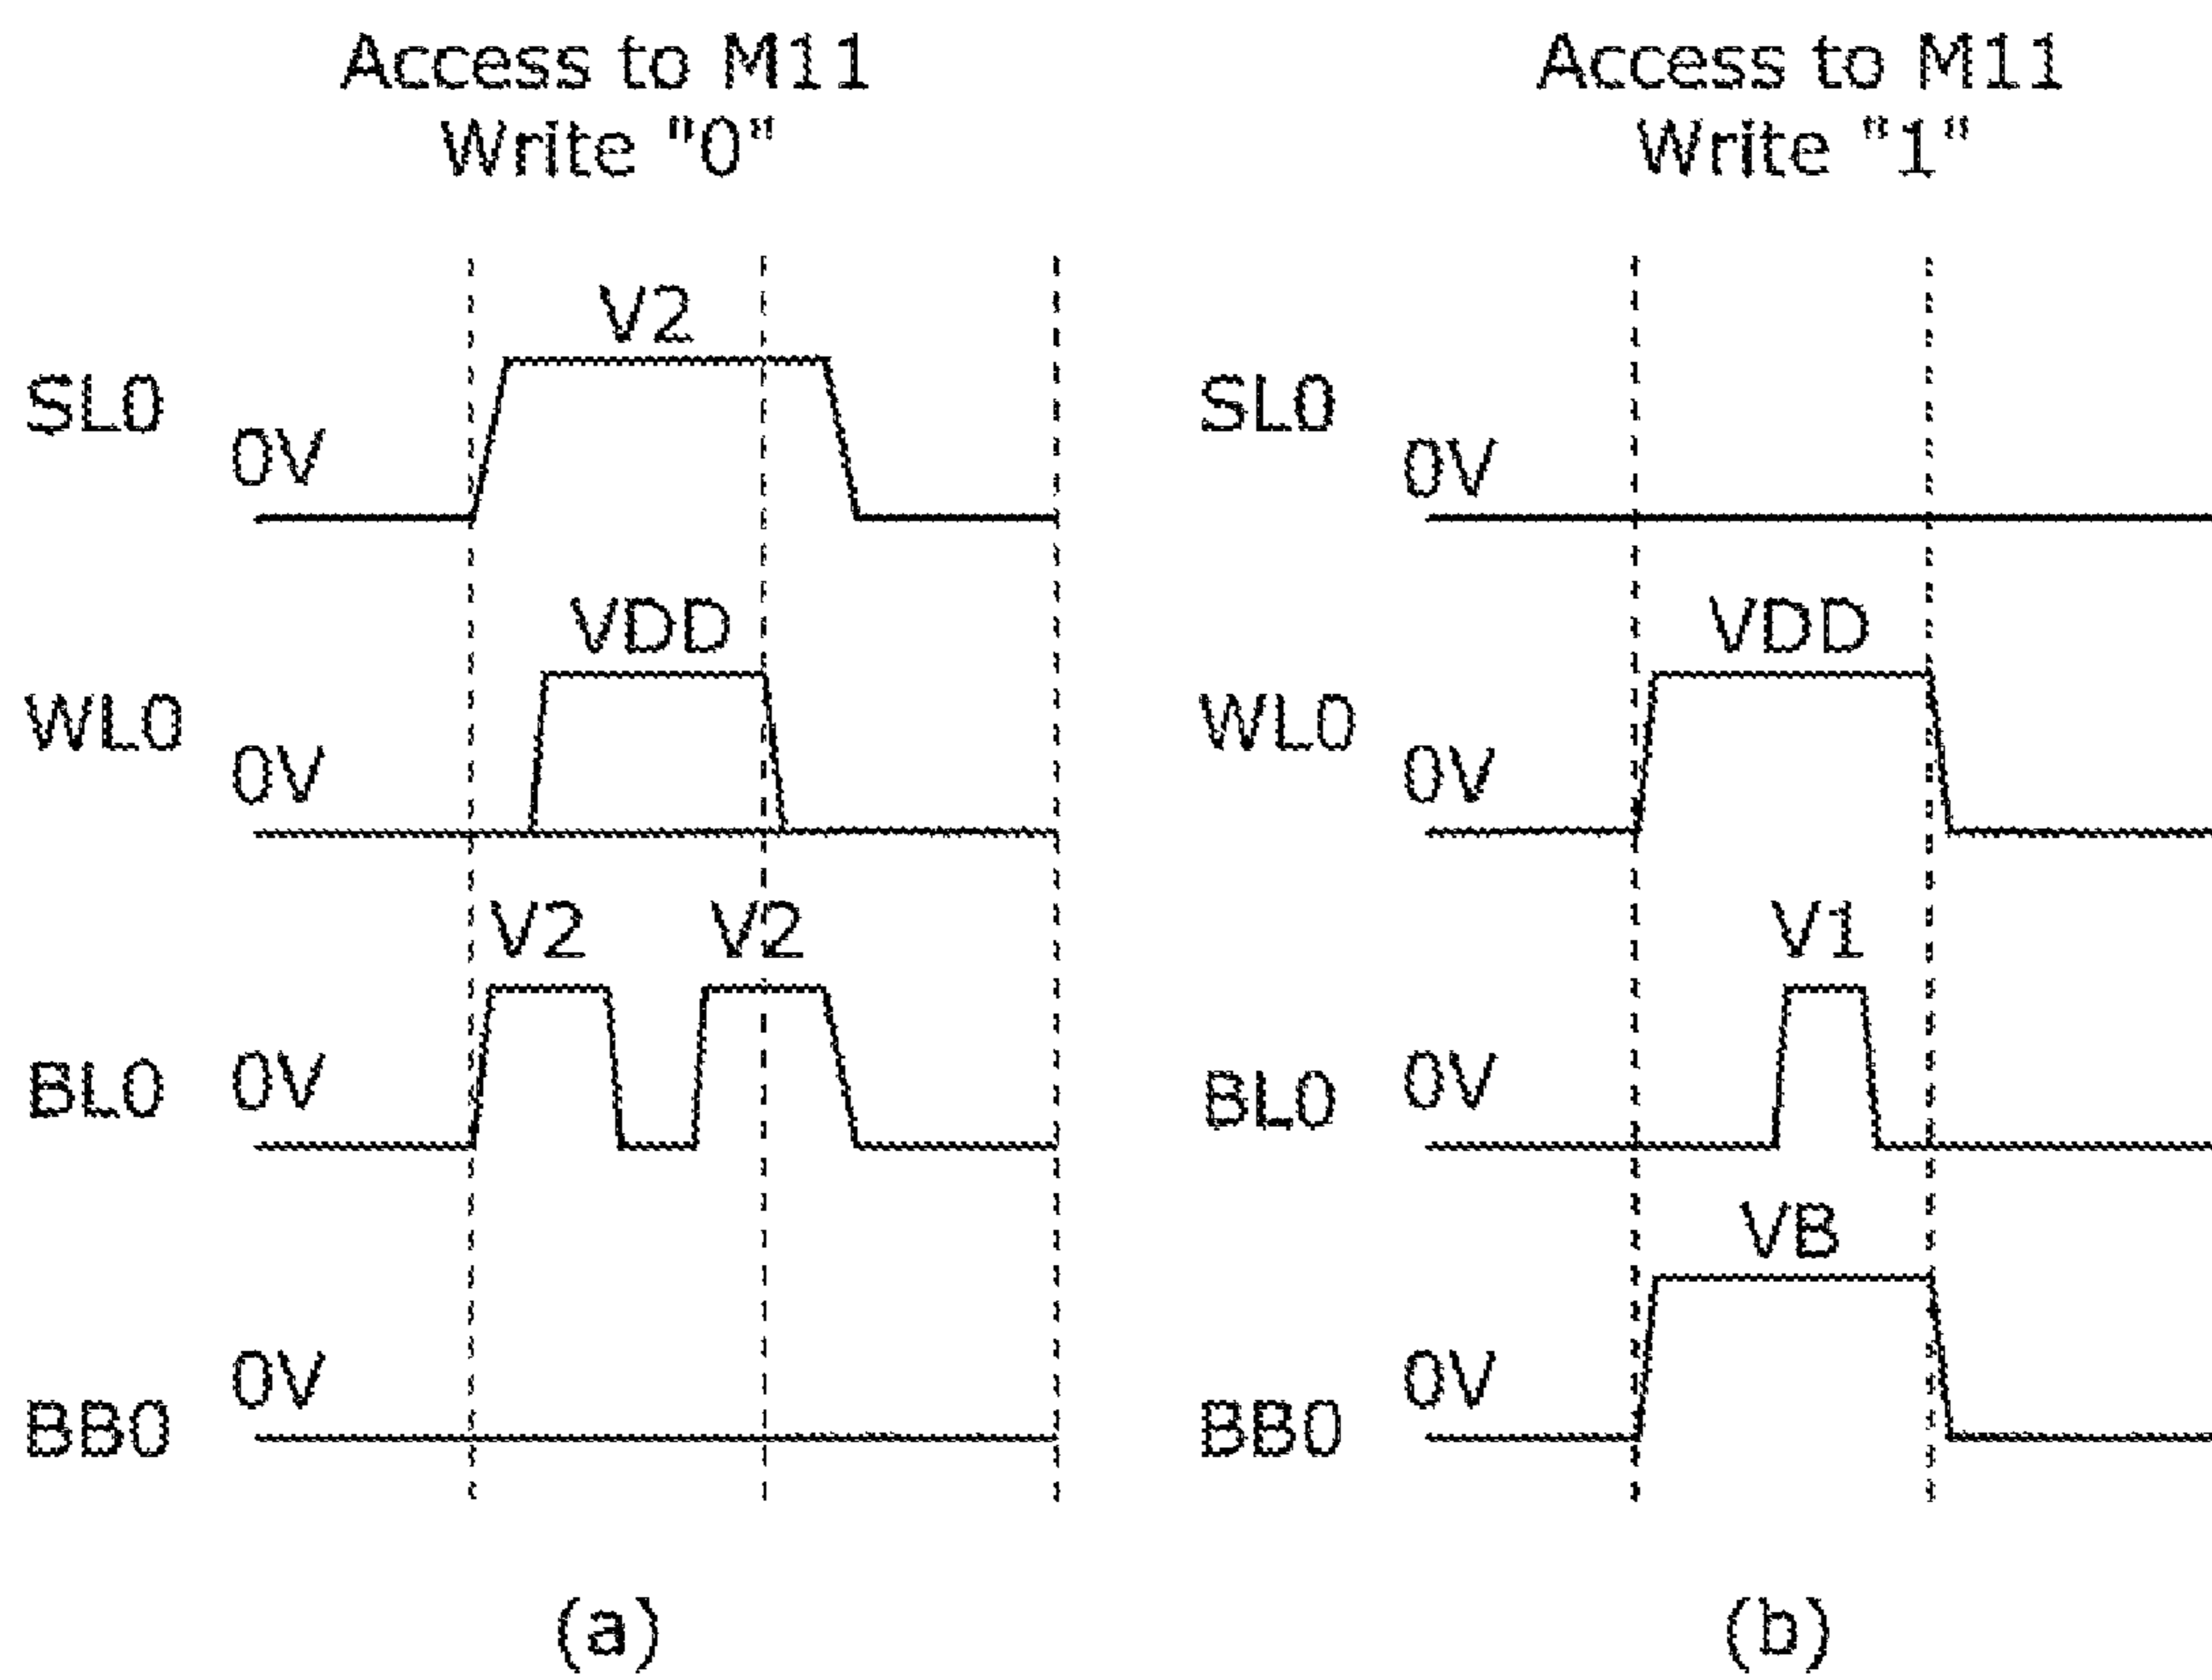 Access to M11
Write "0"
V2
SL0
0V
VDD
WL0
0V
V2 V2
BL0
0V
0V
BB0
(a)
Access to M11
Write "1"
SL0
0V
VDD
WL0
0V
V1
BL0
0V
VB
0V
BB0
(b)